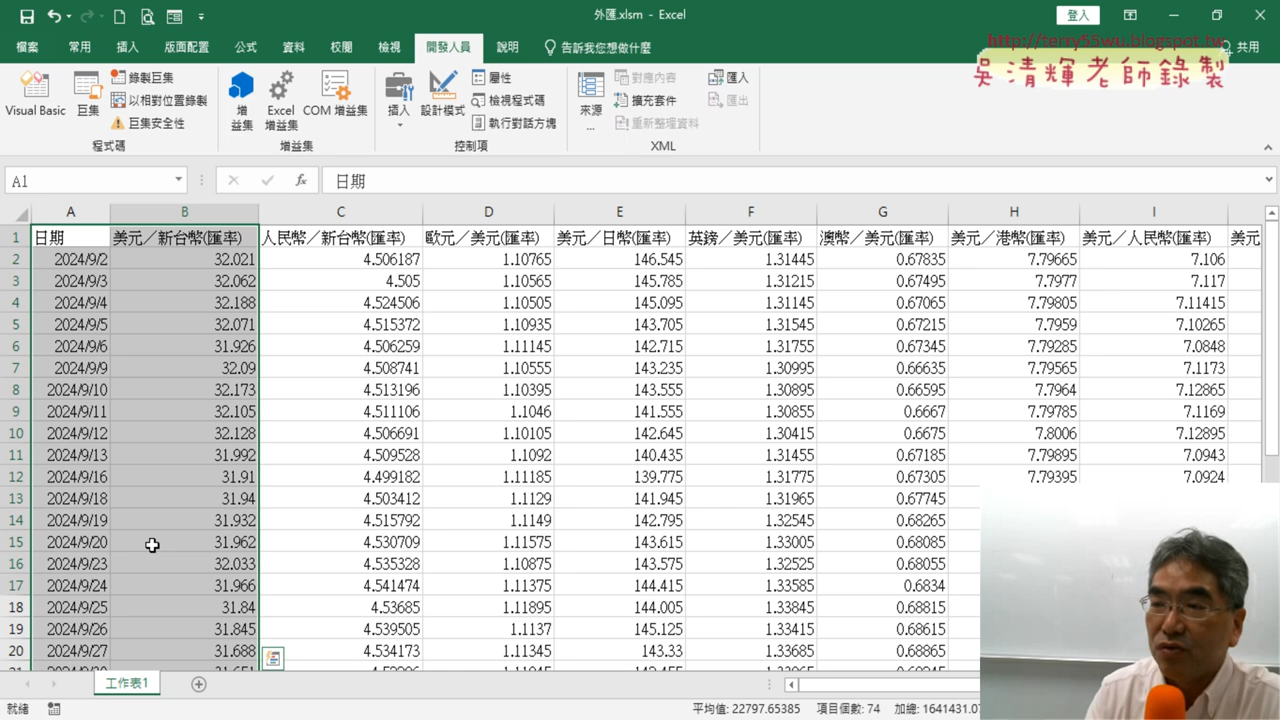 外匯.xlsm - Excel
登入
檔案 常用 插入 版面配置 公式 資料 校閱 檢視 開發人員 說明 告訴我您想做什麼 共用
http://terry55wu.blogspot.tw
吳清輝老師錄製
Visual Basic 巨集 錄製巨集 以相對位置錄製 巨集安全性 程式碼
增益集 Excel 增益集 COM 增益集 增益集
插入 設計模式 屬性 檢視程式碼 執行對話方塊 控制項
來源... 對應內容 擴充套件 重新整理資料 匯入 匯出 XML
A1 fx 日期
A B C D E F G H I
1 日期 美元／新台幣(匯率) 人民幣／新台幣(匯率) 歐元／美元(匯率) 美元／日幣(匯率) 英鎊／美元(匯率) 澳幣／美元(匯率) 美元／港幣(匯率) 美元／人民幣(匯率) 美元
2 2024/9/2 32.021 4.506187 1.10765 146.545 1.31445 0.67835 7.79665 7.106
3 2024/9/3 32.062 4.505 1.10565 145.785 1.31215 0.67495 7.7977 7.117
4 2024/9/4 32.188 4.524506 1.10505 145.095 1.31145 0.67065 7.79805 7.11415
5 2024/9/5 32.071 4.515372 1.10935 143.705 1.31545 0.67215 7.7959 7.10265
6 2024/9/6 31.926 4.506259 1.11145 142.715 1.31755 0.67345 7.79285 7.0848
7 2024/9/9 32.09 4.508741 1.10555 143.235 1.30995 0.66635 7.79565 7.1173
8 2024/9/10 32.173 4.513196 1.10395 143.555 1.30895 0.66595 7.7964 7.12865
9 2024/9/11 32.105 4.511106 1.1046 141.555 1.30855 0.6667 7.79785 7.1169
10 2024/9/12 32.128 4.506691 1.10105 142.645 1.30415 0.6675 7.8006 7.12895
11 2024/9/13 31.992 4.509528 1.1092 140.435 1.31455 0.67185 7.79895 7.0943
12 2024/9/16 31.91 4.499182 1.11185 139.775 1.31775 0.67305 7.79395 7.0924
13 2024/9/18 31.94 4.503412 1.1129 141.945 1.31965 0.67745
14 2024/9/19 31.932 4.515792 1.1149 142.795 1.32545 0.68265
15 2024/9/20 31.962 4.530709 1.11575 143.615 1.33005 0.68085
16 2024/9/23 32.033 4.535328 1.10875 143.575 1.32525 0.68055
17 2024/9/24 31.966 4.541474 1.11375 144.415 1.33585 0.6834
18 2024/9/25 31.84 4.53685 1.11895 144.005 1.33845 0.68815
19 2024/9/26 31.845 4.539505 1.1137 145.125 1.33415 0.68615
20 2024/9/27 31.688 4.534173 1.11345 143.33 1.33685 0.68865
工作表1
就緒 平均值: 22797.65385 項目個數: 74 加總: 1641431.0